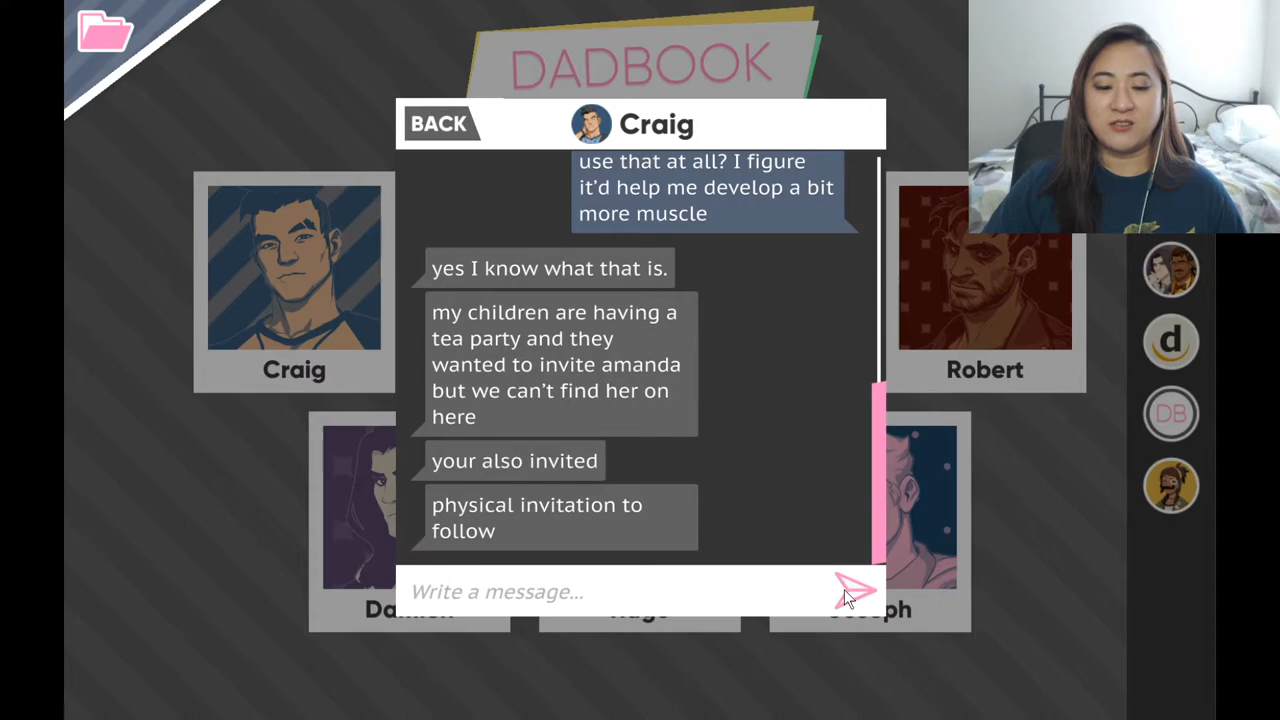 DADBOOK
BACK
Craig
use that at all? I figure
it'd help me develop a bit
more muscle
yes I know what that is.
my children are having a
tea party and they
wanted to invite amanda
but we can't find her on
here
your also invited
physical invitation to
follow
Write a message...
Craig
Robert
d
DB